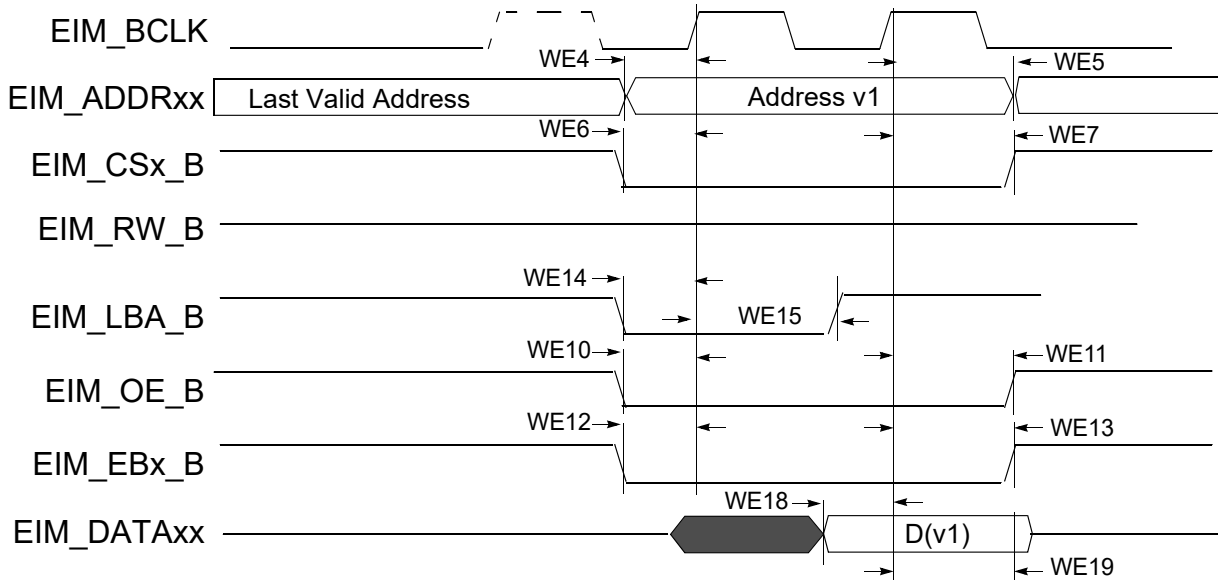 EIM_BCLK
WE4
WE5
EIM_ADDRxx
Last Valid Address
Address v1
WE6
WE7
EIM_CSx_B
EIM_RW_B
WE14
EIM_LBA_B
WE15
WE10
WE11
EIM_OE_B
WE12
WE13
EIM_EBx_B
WE18
EIM_DATAxx
D(v1)
WE19